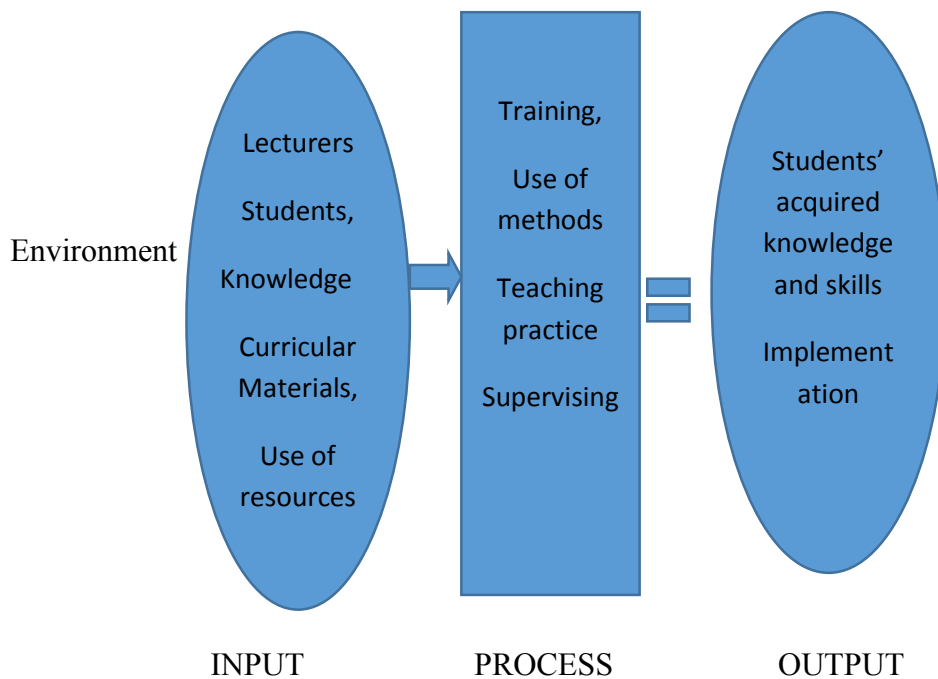 Environment
Lecturers
Students,
Knowledge
Curricular
Materials,
Use of
resources
Training,
Use of
methods
Teaching
practice
Supervising
Students’
acquired
knowledge
and skills
Implement
ation
INPUT
PROCESS
OUTPUT